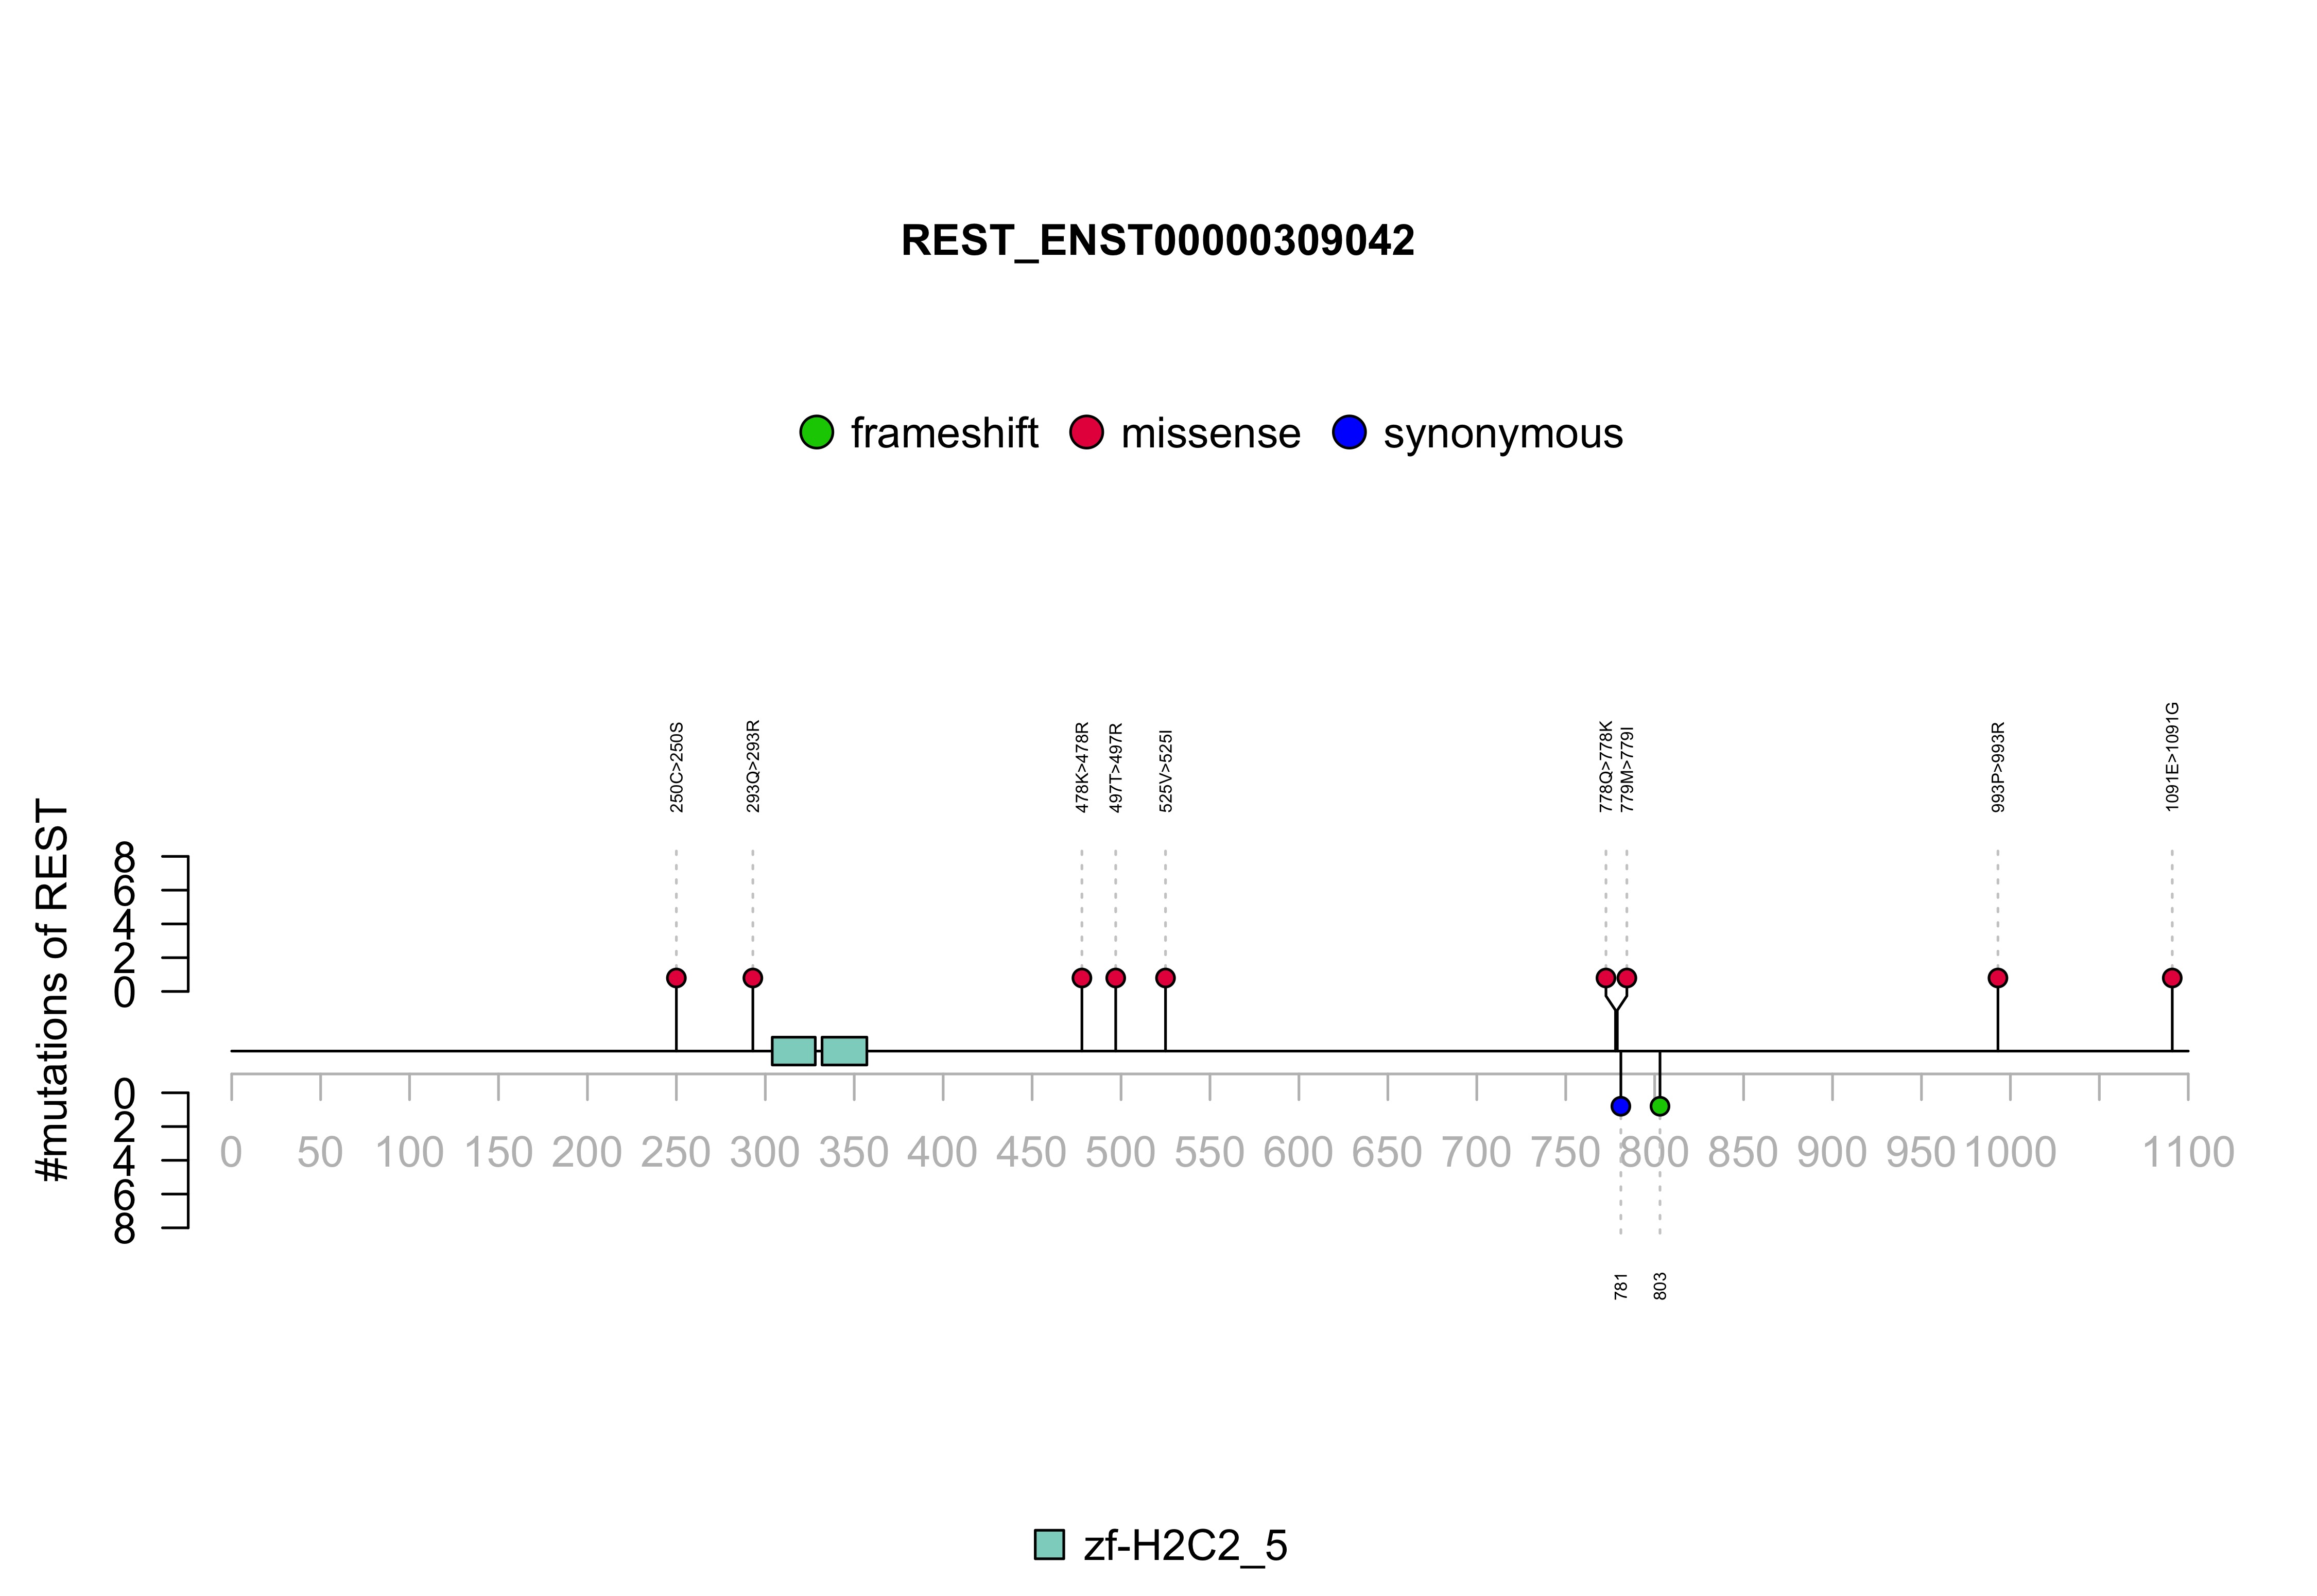 REST_ENST00000309042
frameshift missense synonymous
250C>250S
293Q>293R
478K>478R
497T>497R
525V>525I
778Q>778K
779M>779I
993P>993R
1091E>1091G
#mutations of REST
8
6
4
2
0
0
2
4
6
8
0 50 100 150 200 250 300 350 400 450 500 550 600 650 700 750 800 850 900 950 1000 1100
781
803
zf-H2C2_5